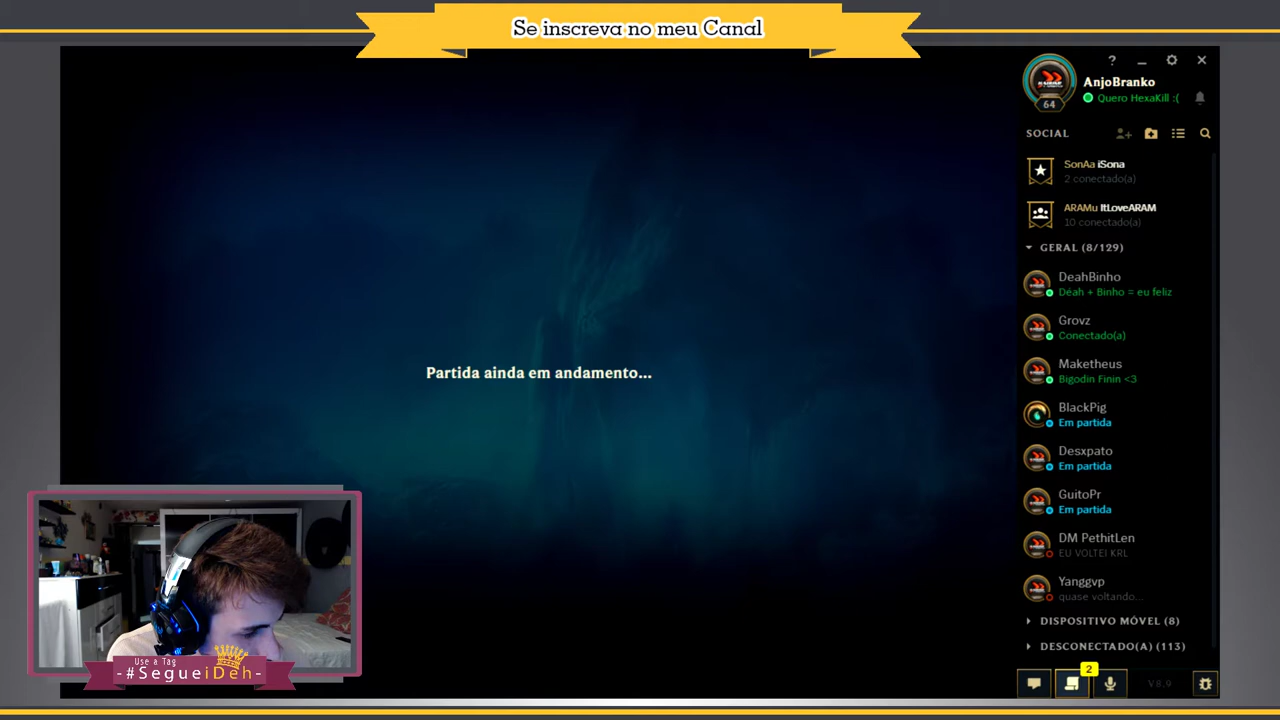 Se inscreva no meu Canal
AnjoBranko
Quero HexaKill :(
64
SOCIAL
SonAa iSona
2 conectado(a)
ARAMu ItLoveARAM
10 conectado(a)
GERAL (8/129)
DeahBinho
Déah + Binho = eu feliz
Grovz
Conectado(a)
Maketheus
Bigodin Finin <3
BlackPig
Em partida
Desxpato
Em partida
GuitoPr
Em partida
DM PethitLen
EU VOLTEI KRL
Yanggvp
quase voltando...
DISPOSITIVO MÓVEL (8)
DESCONECTADO(A) (113)
2
V8.9
Partida ainda em andamento...
Use a Tag
-#SegueiDeh-